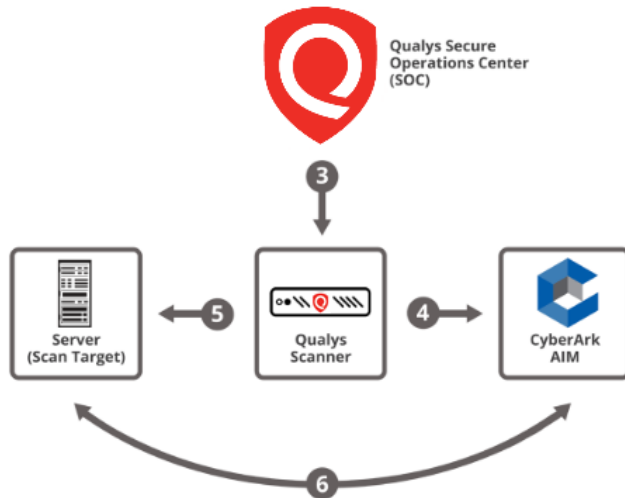 Qualys Secure
Operations Center
(SOC)
3
Server
(Scan Target)
5
Qualys
Scanner
4
CyberArk
AIM
6